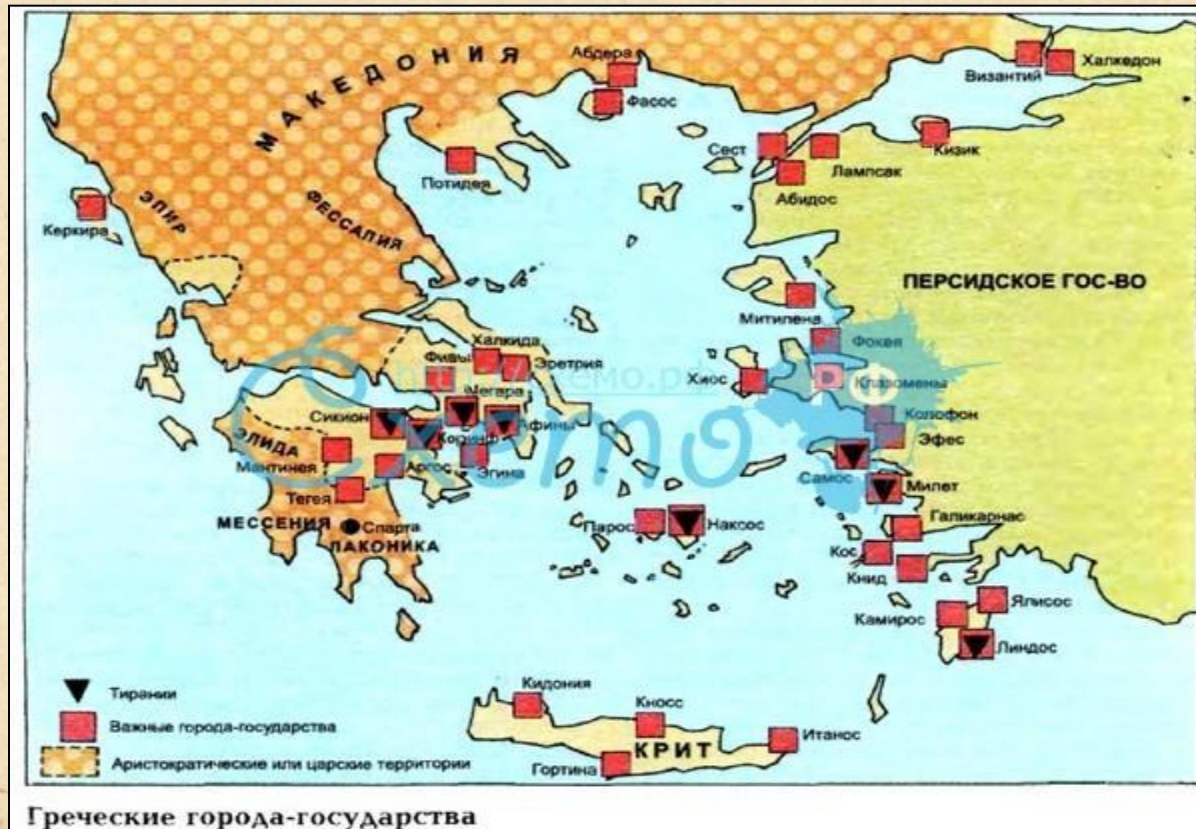 МАКЕДОНИЯ
Абдера
Фасос
Византий
Халкедон
Кизик
Сест
Лампсак
Абидос
Потидея
ЭПИР
ФЕССАЛИЯ
Керкира
ПЕРСИДСКОЕ ГОС-ВО
Митилена
Фокея
Халкида
Фивы
Эретрия
Хиос
Клазомены
Мегара
Сикион
Коринф
Афины
Колофон
Эфес
ЭЛИДА
Мантинея
Аргос
Эгина
Самос
Милет
Тегея
МЕССЕНИЯ
Спарта
ЛАКОНИКА
Парос
Наксос
Галикарнас
Кос
Книд
Камирос
Ялисос
Линдос
Кидония
Кносс
КРИТ
Итанос
Гортина
Тирании
Важные города-государства
Аристократические или царские территории
Греческие города-государства